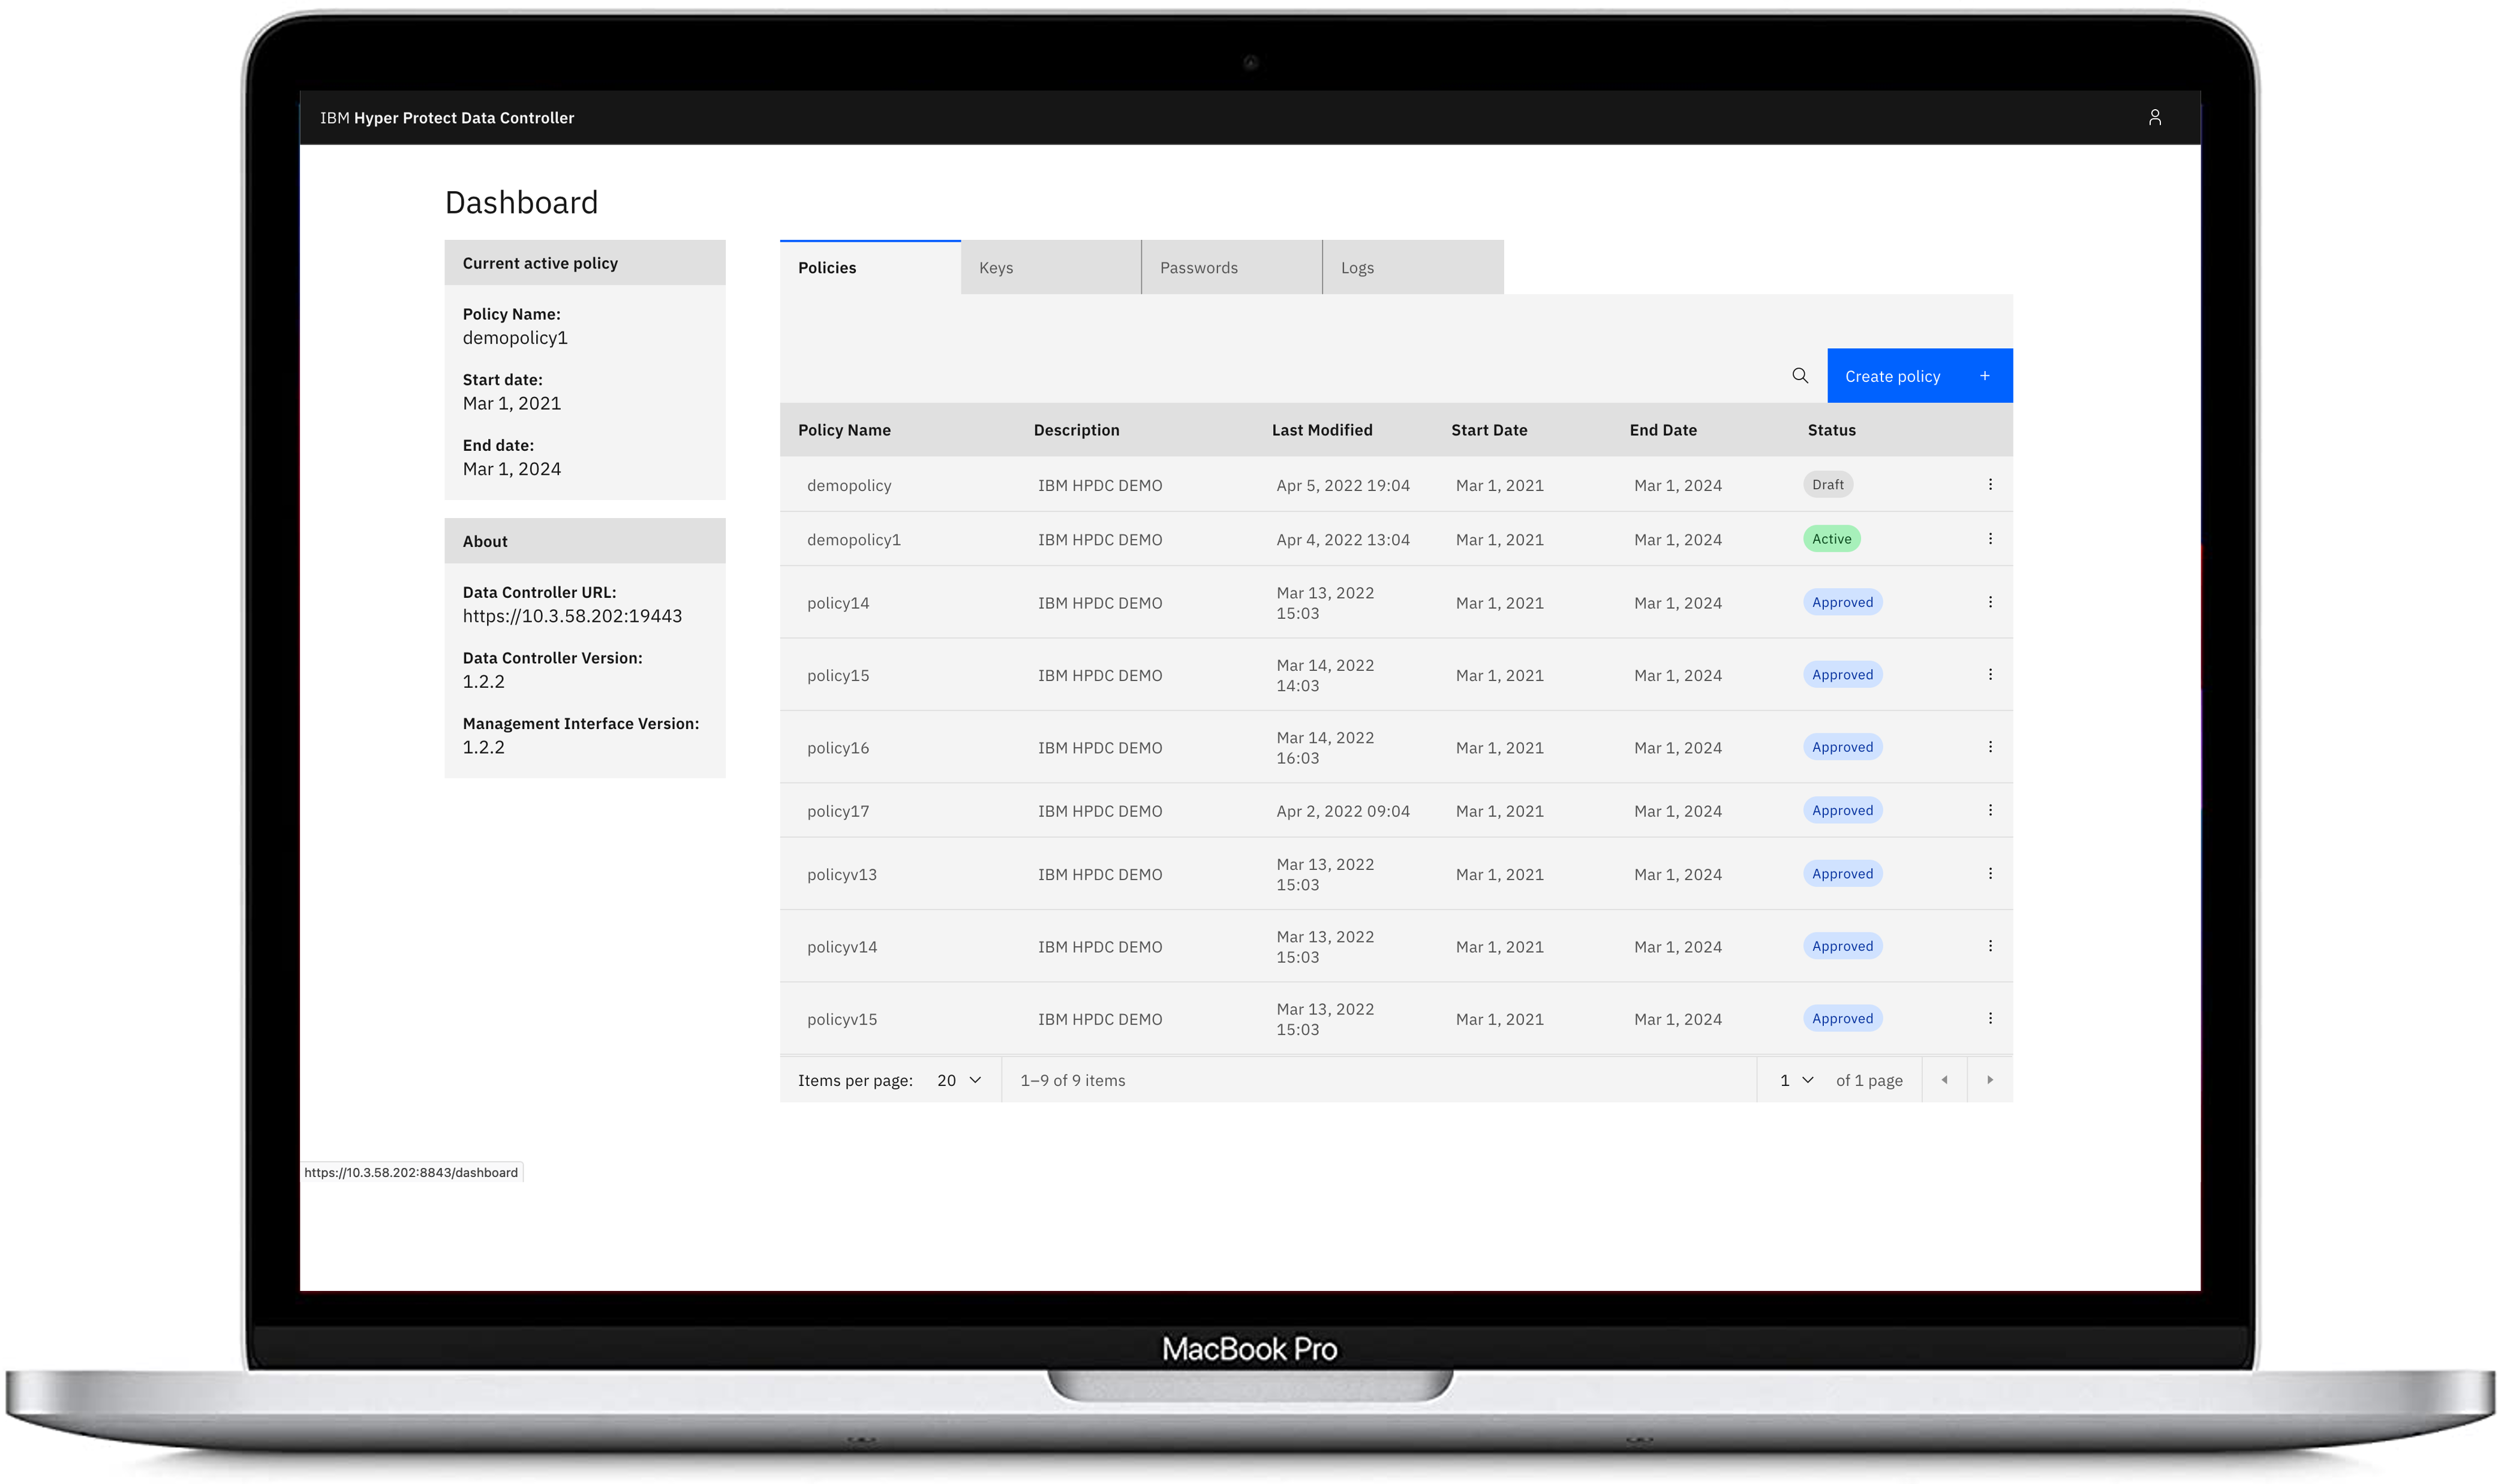 IBM Hyper Protect Data Controller
Dashboard
Current active policy
Policy Name:
demopolicy1
Start date:
Mar 1, 2021
End date:
Mar 1, 2024
About
Data Controller URL:
https://10.3.58.202:19443
Data Controller Version:
1.2.2
Management Interface Version:
1.2.2
Policies Keys Passwords Logs
Create policy +
Policy Name Description Last Modified Start Date End Date Status
demopolicy IBM HPDC DEMO Apr 5, 2022 19:04 Mar 1, 2021 Mar 1, 2024 Draft
demopolicy1 IBM HPDC DEMO Apr 4, 2022 13:04 Mar 1, 2021 Mar 1, 2024 Active
policy14 IBM HPDC DEMO Mar 13, 2022 15:03 Mar 1, 2021 Mar 1, 2024 Approved
policy15 IBM HPDC DEMO Mar 14, 2022 14:03 Mar 1, 2021 Mar 1, 2024 Approved
policy16 IBM HPDC DEMO Mar 14, 2022 16:03 Mar 1, 2021 Mar 1, 2024 Approved
policy17 IBM HPDC DEMO Apr 2, 2022 09:04 Mar 1, 2021 Mar 1, 2024 Approved
policyv13 IBM HPDC DEMO Mar 13, 2022 15:03 Mar 1, 2021 Mar 1, 2024 Approved
policyv14 IBM HPDC DEMO Mar 13, 2022 15:03 Mar 1, 2021 Mar 1, 2024 Approved
policyv15 IBM HPDC DEMO Mar 13, 2022 15:03 Mar 1, 2021 Mar 1, 2024 Approved
Items per page: 20 1–9 of 9 items 1 of 1 page
https://10.3.58.202:8843/dashboard
MacBook Pro